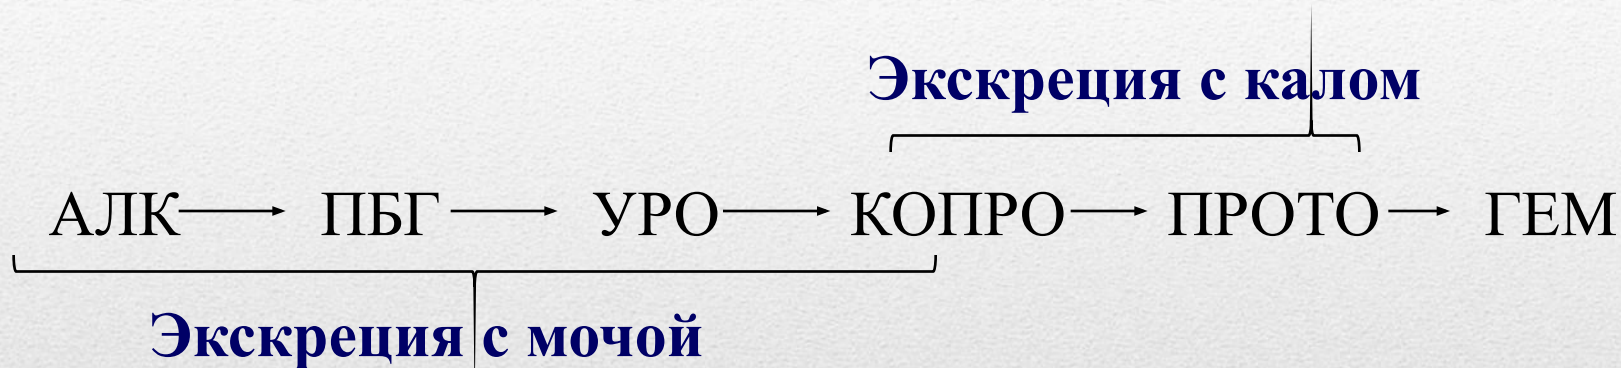 Экскреция с калом
АЛК → ПБГ → УРО → КОПРО → ПРОТО → ГЕМ
Экскреция с мочой